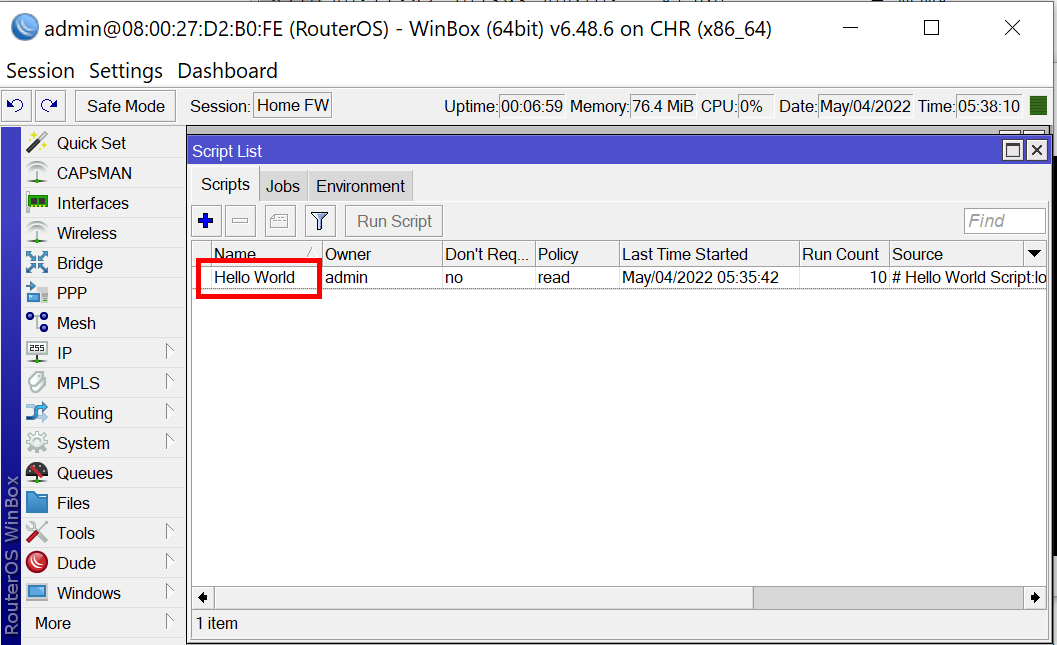 admin@08:00:27:D2:B0:FE (RouterOS) - WinBox (64bit) v6.48.6 on CHR (x86_64)
Session Settings Dashboard
Safe Mode Session: Home FW Uptime: 00:06:59 Memory: 76.4 MiB CPU: 0% Date: May/04/2022 Time: 05:38:10
Quick Set
CAPsMAN
Interfaces
Wireless
Bridge
PPP
Mesh
255
IP
MPLS
Routing
System
Queues
Files
Tools
Dude
Windows
More
RouterOS WinBox
Script List
Scripts Jobs Environment
Run Script Find
Name Owner Don't Req... Policy Last Time Started Run Count Source
Hello World admin no read May/04/2022 05:35:42 10 # Hello World Script:lo
1 item